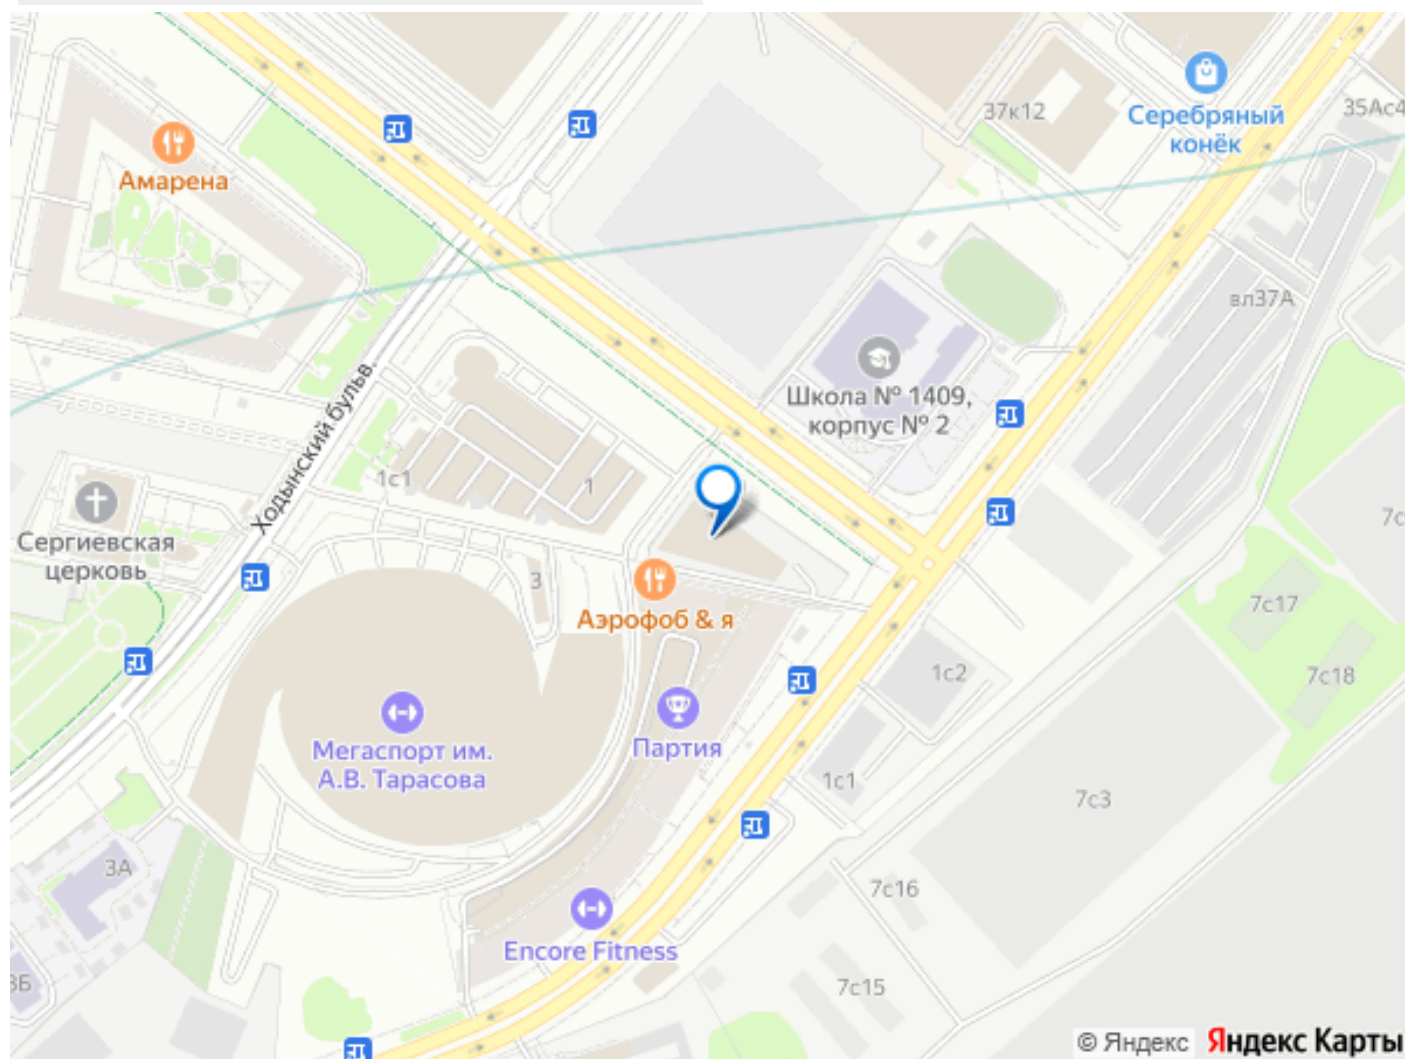 37к12
Серебряный
конёк
35Ас4
Амарена
вл37А
Школа № 1409,
корпус № 2
Ходынский бульв.
1с1
1
7с
Сергиевская
церковь
3
Аэрофоб & я
7с17
1с2
7с18
Мегаспорт им.
А.В. Тарасова
Партия
1с1
7с3
3А
7с16
Encore Fitness
3Б
7с15
© Яндекс Яндекс Карты